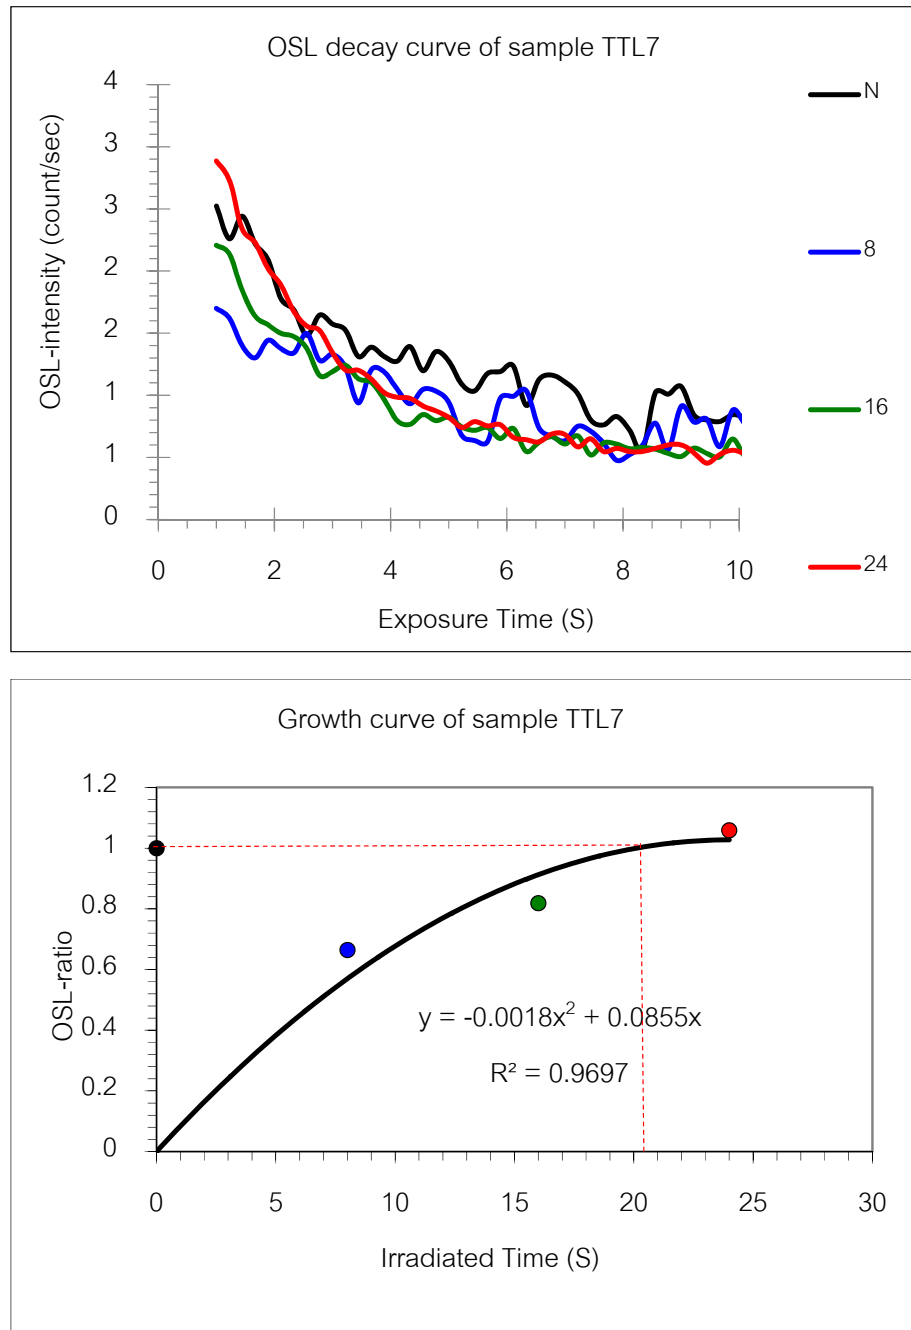 OSL decay curve of sample TTL7
OSL-intensity (count/sec)
4
3
3
2
2
1
1
0
0 2 4 6 8 10
Exposure Time (S)
N
8
16
24
Growth curve of sample TTL7
OSL-ratio
1.2
1
0.8
0.6
0.4
0.2
0
y = -0.0018x² + 0.0855x
R² = 0.9697
0 5 10 15 20 25 30
Irradiated Time (S)